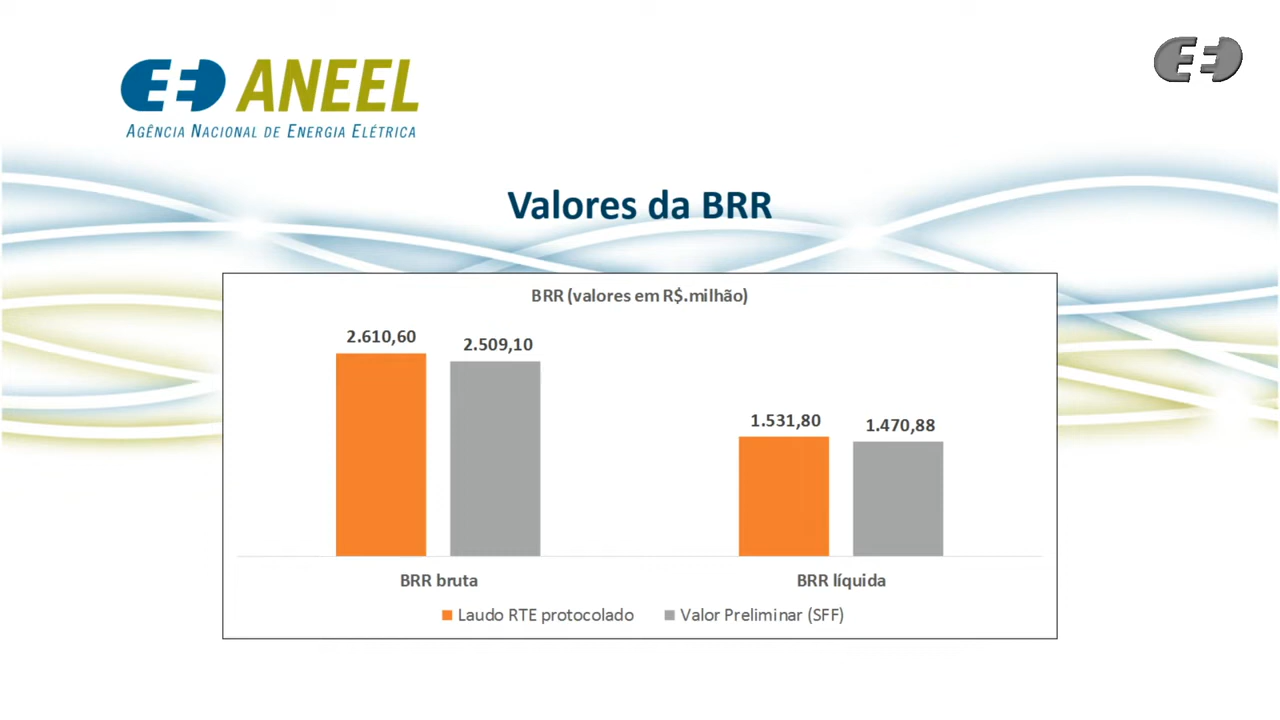 ANEEL
AGÊNCIA NACIONAL DE ENERGIA ELÉTRICA
Valores da BRR
BRR (valores em R$.milhão)
2.610,60
2.509,10
1.531,80
1.470,88
BRR bruta
BRR líquida
Laudo RTE protocolado
Valor Preliminar (SFF)